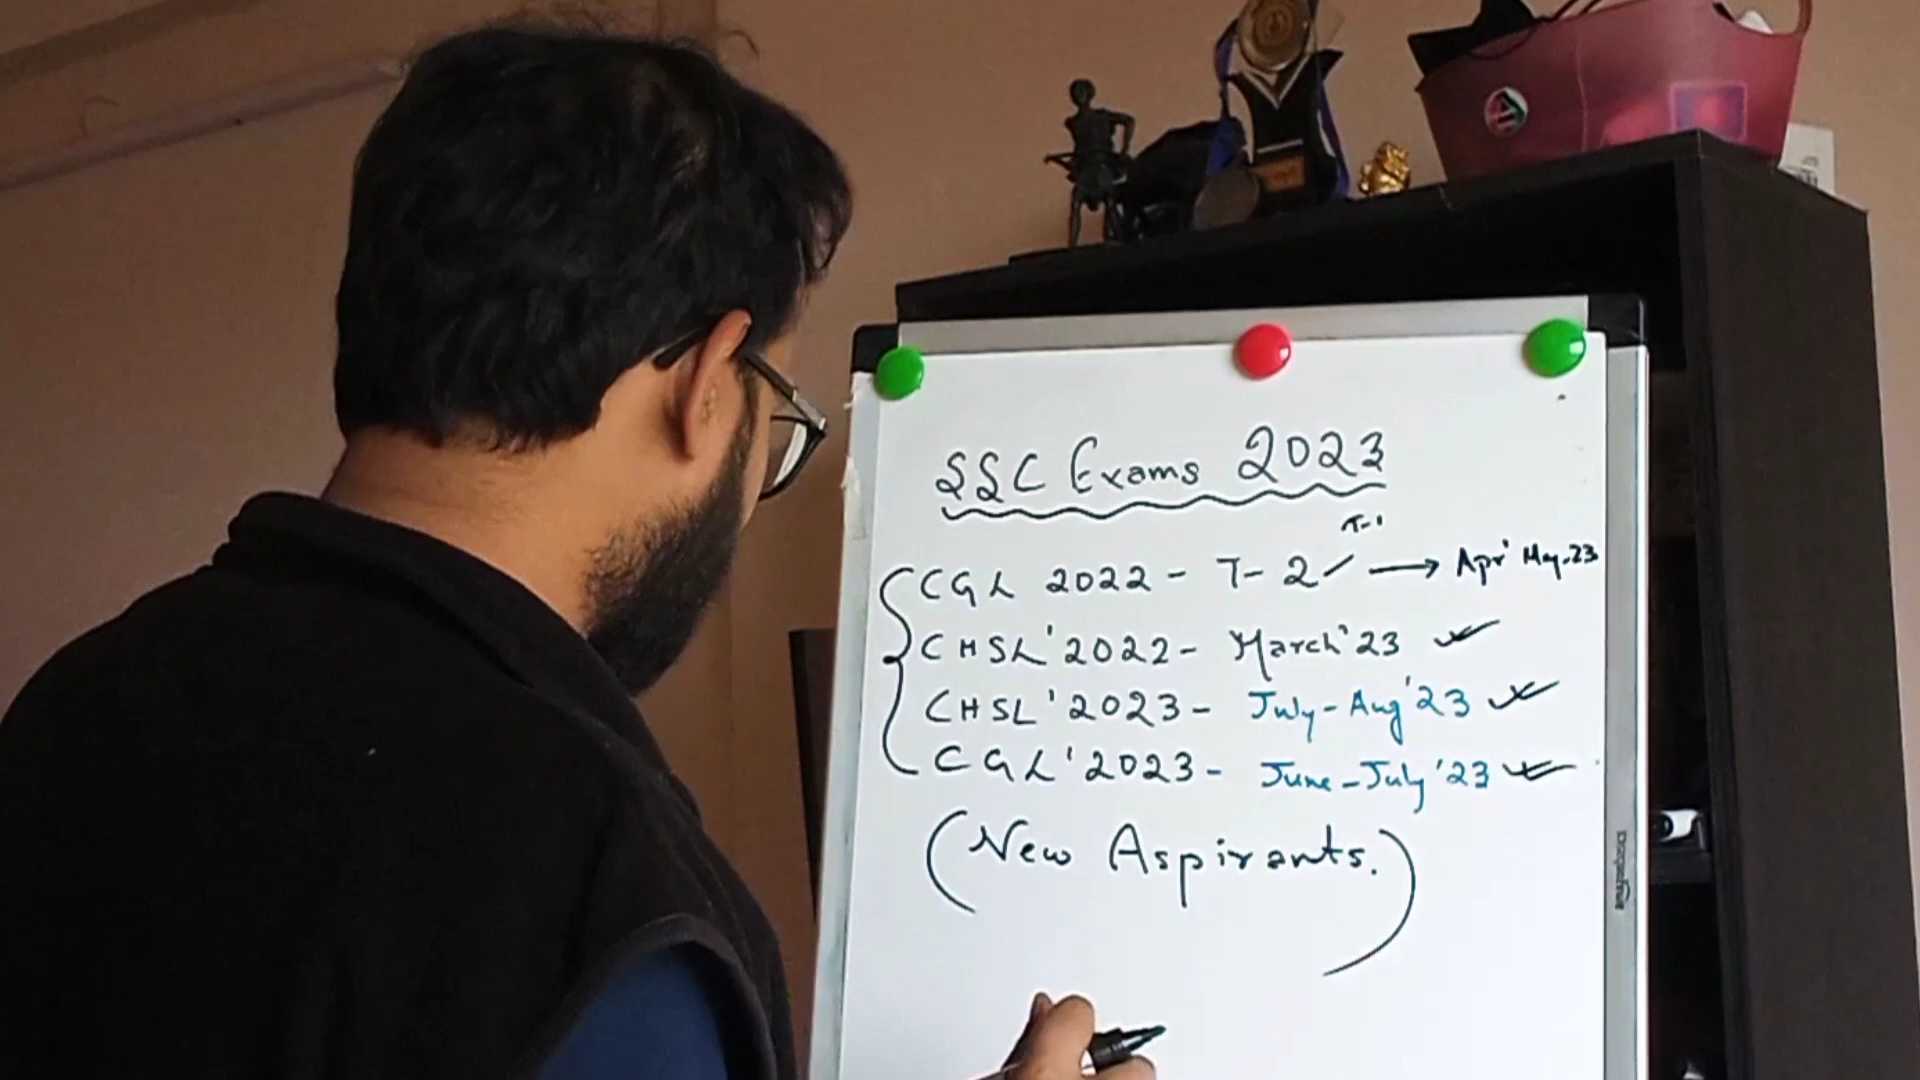 SSC Exams 2023
T-1
CGL 2022 - T-2 → Apr' May-23
CHSL' 2022 - March' 23
CHSL' 2023 - July - Aug' 23
CGL' 2023 - June - July' 23
(New Aspirants.)